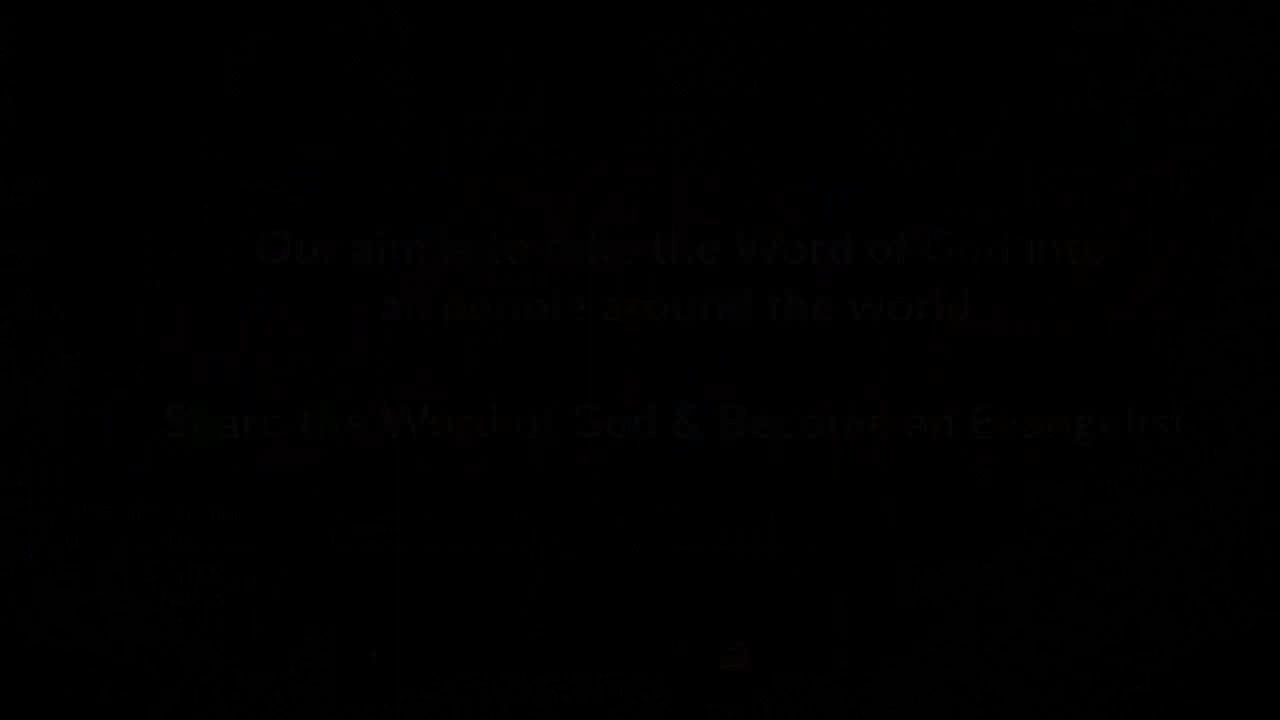 Our aim is to take the Word of God into
all people around the world
Share the Word of God & Become an Evangelist